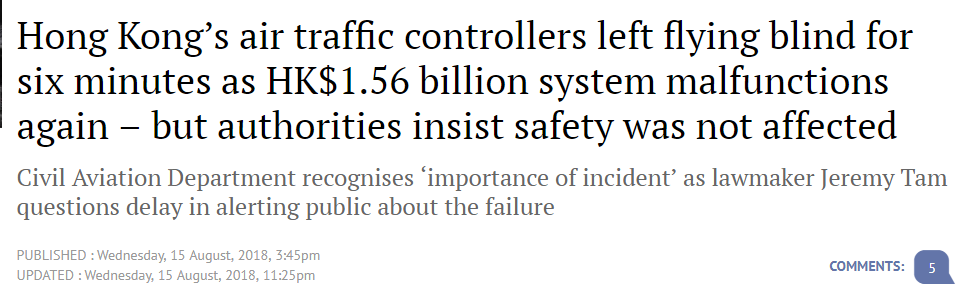 Hong Kong’s air traffic controllers left flying blind for
six minutes as HK$1.56 billion system malfunctions
again – but authorities insist safety was not affected
Civil Aviation Department recognises ‘importance of incident’ as lawmaker Jeremy Tam
questions delay in alerting public about the failure
PUBLISHED : Wednesday, 15 August, 2018, 3:45pm
UPDATED : Wednesday, 15 August, 2018, 11:25pm
COMMENTS: 5